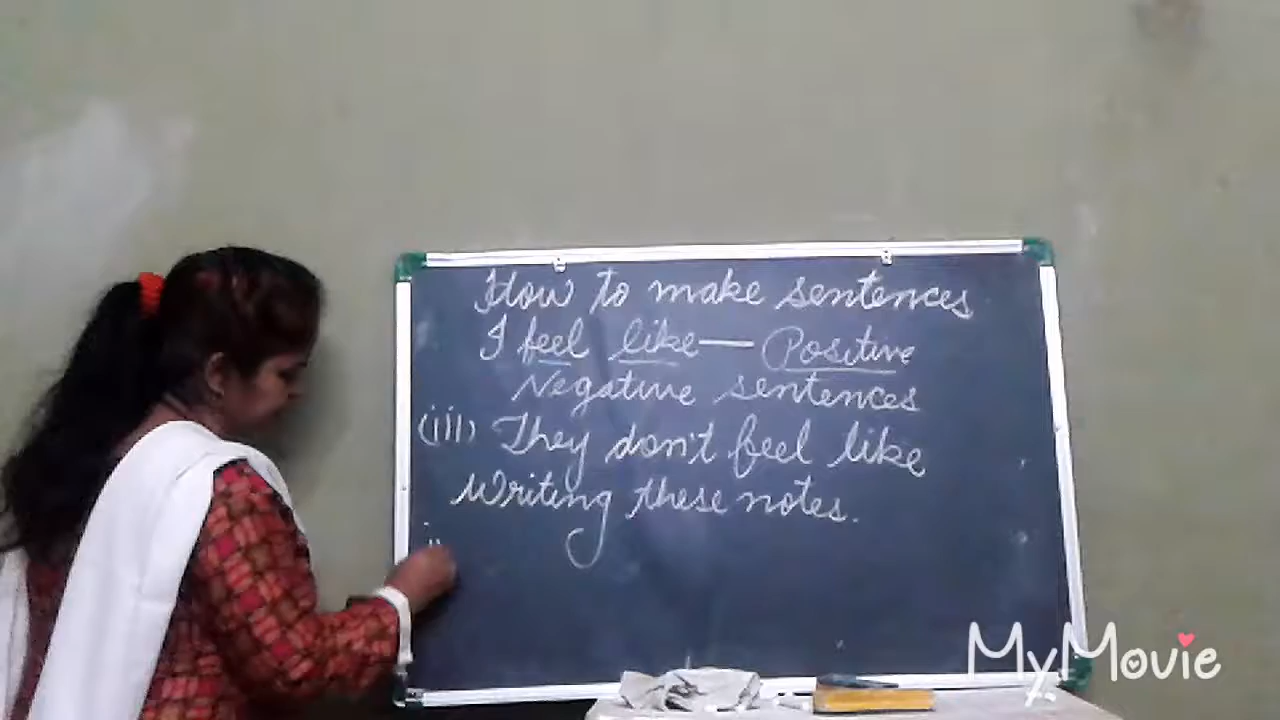 How to make sentences
I feel like — Positive
Negative sentences
(iii) They don't feel like
writing these notes.
MyMovie